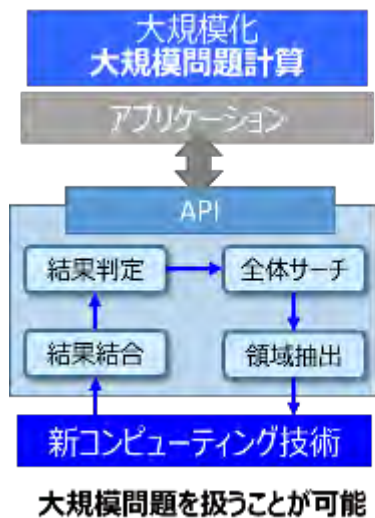 大規模化
大規模問題計算
アプリケーション
API
結果判定
全体サーチ
結果結合
領域抽出
新コンピューティング技術
大規模問題を扱うことが可能